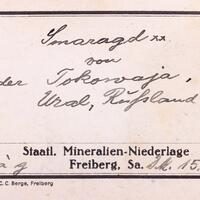 Smaragd xx
von
der Tokowaja,
Ural, Rußland
Staatl. Mineralien-Niederlage
Freiberg, Sa.
C. C. Berge, Freiberg